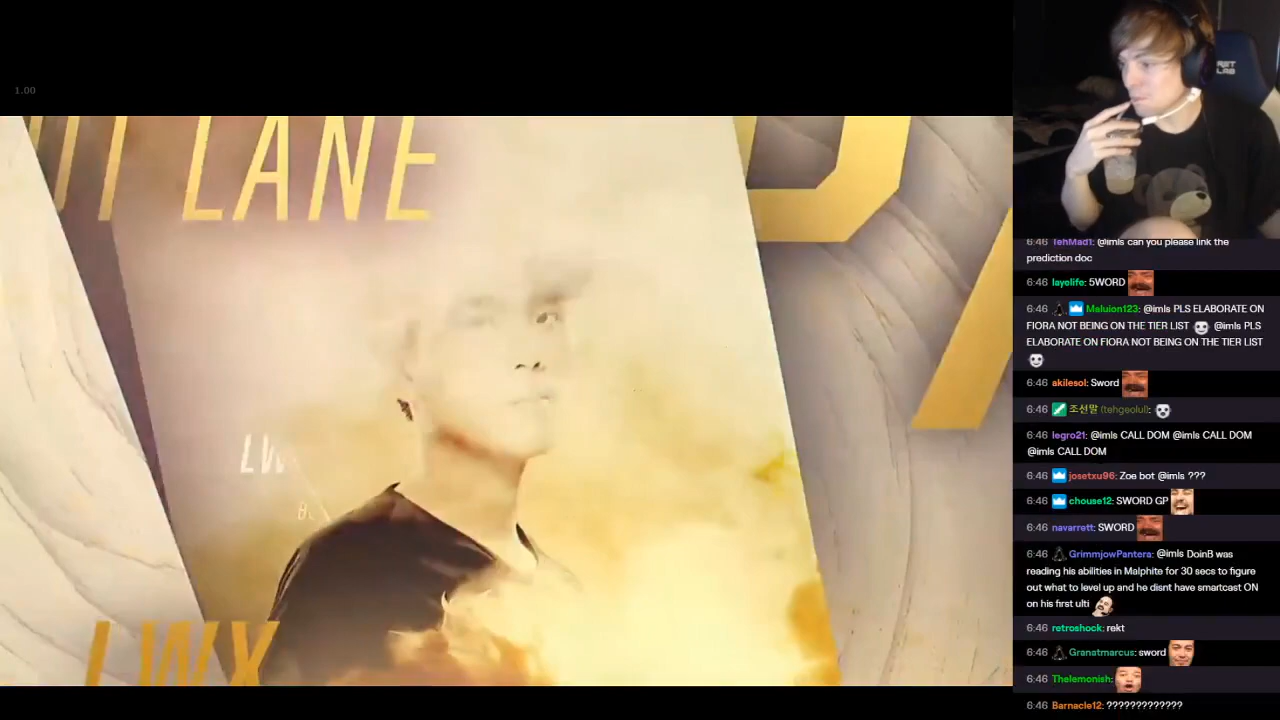 1.00
LANE
LW
LWX
RIOT
LAB
6:46 TehMad1: @imls can you please link the
prediction doc
6:46 layelife: 5WORD
6:46 Maluion123: @imls PLS ELABORATE ON
FIORA NOT BEING ON THE TIER LIST @imls PLS
ELABORATE ON FIORA NOT BEING ON THE TIER LIST
6:46 akilesol: Sword
6:46 조선말 (tehgeolul):
6:46 legro21: @imls CALL DOM @imls CALL DOM
@imls CALL DOM
6:46 josetxu96: Zoe bot @imls ???
6:46 chouse12: SWORD GP
6:46 navarrett: SWORD
6:46 GrimmjowPantera: @imls DoinB was
reading his abilities in Malphite for 30 secs to figure
out what to level up and he disnt have smartcast ON
on his first ulti
6:46 retroshock: rekt
6:46 Granatmarcus: sword
6:46 Thelemonish:
6:46 Barnacle12: ?????????????